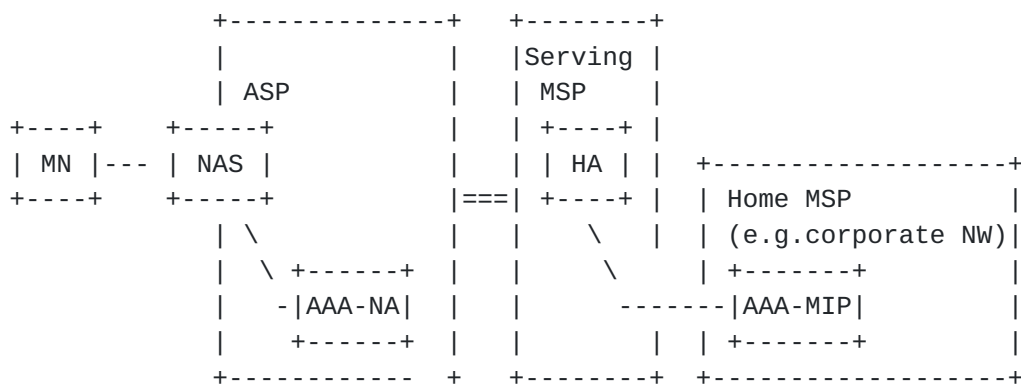 +--------------+   +--------+
              |              |   |Serving |
              | ASP          |   | MSP    |
+----+    +-----+            |   | +----+ |
| MN |--- | NAS |            |   | | HA | |  +-------------------+
+----+    +-----+            |===| +----+ |  | Home MSP          |
              | \            |   |    \   |  | (e.g.corporate NW)|
              |  \ +------+  |   |     \     | +-------+         |
              |   -|AAA-NA|  |   |      -------|AAA-MIP|         |
              |    +------+  |   |        |  | +-------+         |
              +------------  +   +--------+  +-------------------+